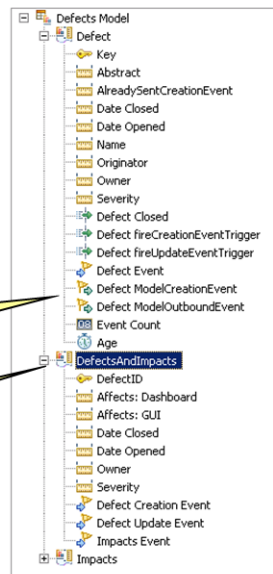 Defects Model
Defect
Key
Abstract
AlreadySentCreationEvent
Date Closed
Date Opened
Name
Originator
Owner
Severity
Defect Closed
Defect fireCreationEventTrigger
Defect fireUpdateEventTrigger
Defect Event
Defect ModelCreationEvent
Defect ModelOutboundEvent
Event Count
Age
DefectsAndImpacts
DefectID
Affects: Dashboard
Affects: GUI
Date Closed
Date Opened
Owner
Severity
Defect Creation Event
Defect Update Event
Impacts Event
Impacts